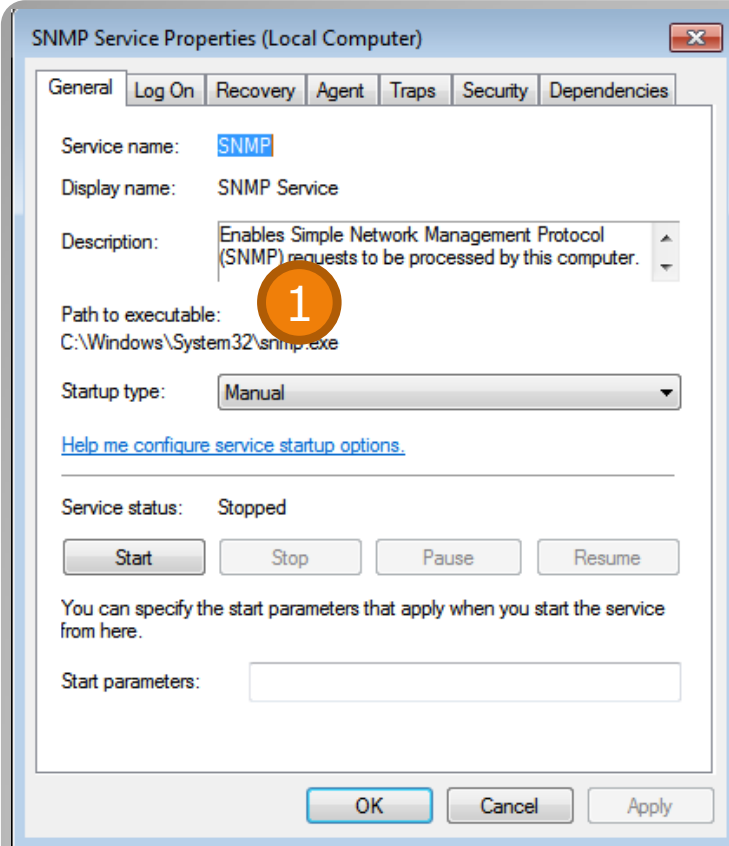 SNMP Service Properties (Local Computer)
General Log On Recovery Agent Traps Security Dependencies
Service name: SNMP
Display name: SNMP Service
Description: Enables Simple Network Management Protocol
(SNMP) requests to be processed by this computer.
1
Path to executable:
C:\Windows\System32\snmp.exe
Startup type: Manual
Help me configure service startup options.
Service status: Stopped
Start Stop Pause Resume
You can specify the start parameters that apply when you start the service
from here.
Start parameters:
OK Cancel Apply